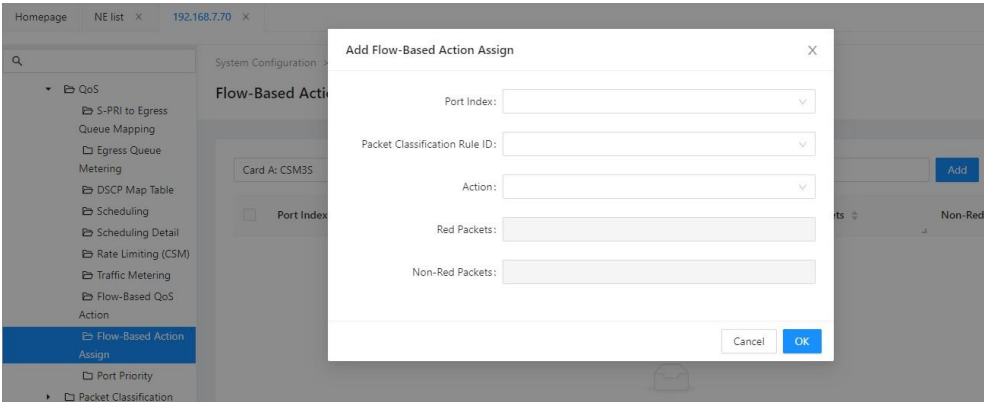 Homepage
NE list ×
192.168.7.70 ×
System Configuration >
QoS
S-PRI to Egress
Queue Mapping
Egress Queue
Metering
DSCP Map Table
Scheduling
Scheduling Detail
Rate Limiting (CSM)
Traffic Metering
Flow-Based QoS
Action
Flow-Based Action
Assign
Port Priority
Packet Classification
Flow-Based Acti
Card A: CSM3S
Add
Port Index
ts
Non-Red
Add Flow-Based Action Assign
Port Index:
Packet Classification Rule ID:
Action:
Red Packets:
Non-Red Packets:
Cancel
OK